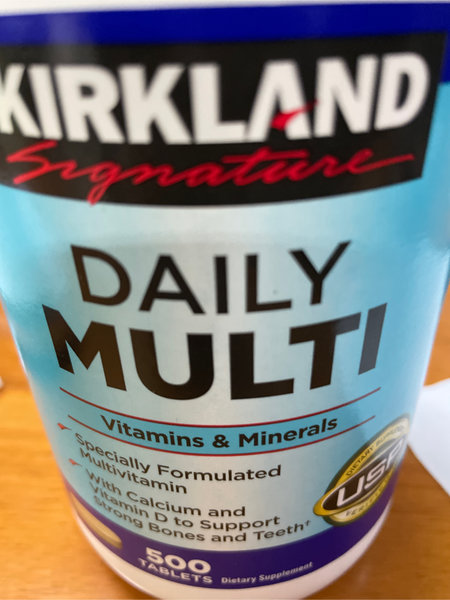 KIRKLAND
Signature
DAILY
MULTI
Vitamins & Minerals
Specially Formulated
Multivitamin
With Calcium and
Vitamin D to Support
Strong Bones and Teeth†
DIETARY
USP
500
TABLETS
Dietary Supplement